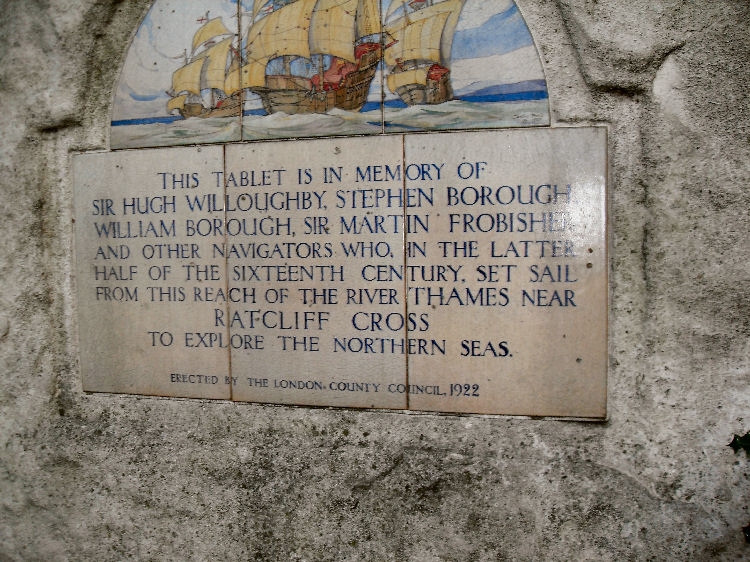 THIS TABLET IS IN MEMORY OF
SIR HUGH WILLOUGHBY, STEPHEN BOROUGH
WILLIAM BOROUGH, SIR MARTIN FROBISHER
AND OTHER NAVIGATORS WHO, IN THE LATTER
HALF OF THE SIXTEENTH CENTURY, SET SAIL
FROM THIS REACH OF THE RIVER THAMES NEAR
RATCLIFF CROSS
TO EXPLORE THE NORTHERN SEAS.
ERECTED BY THE LONDON COUNTY COUNCIL, 1922